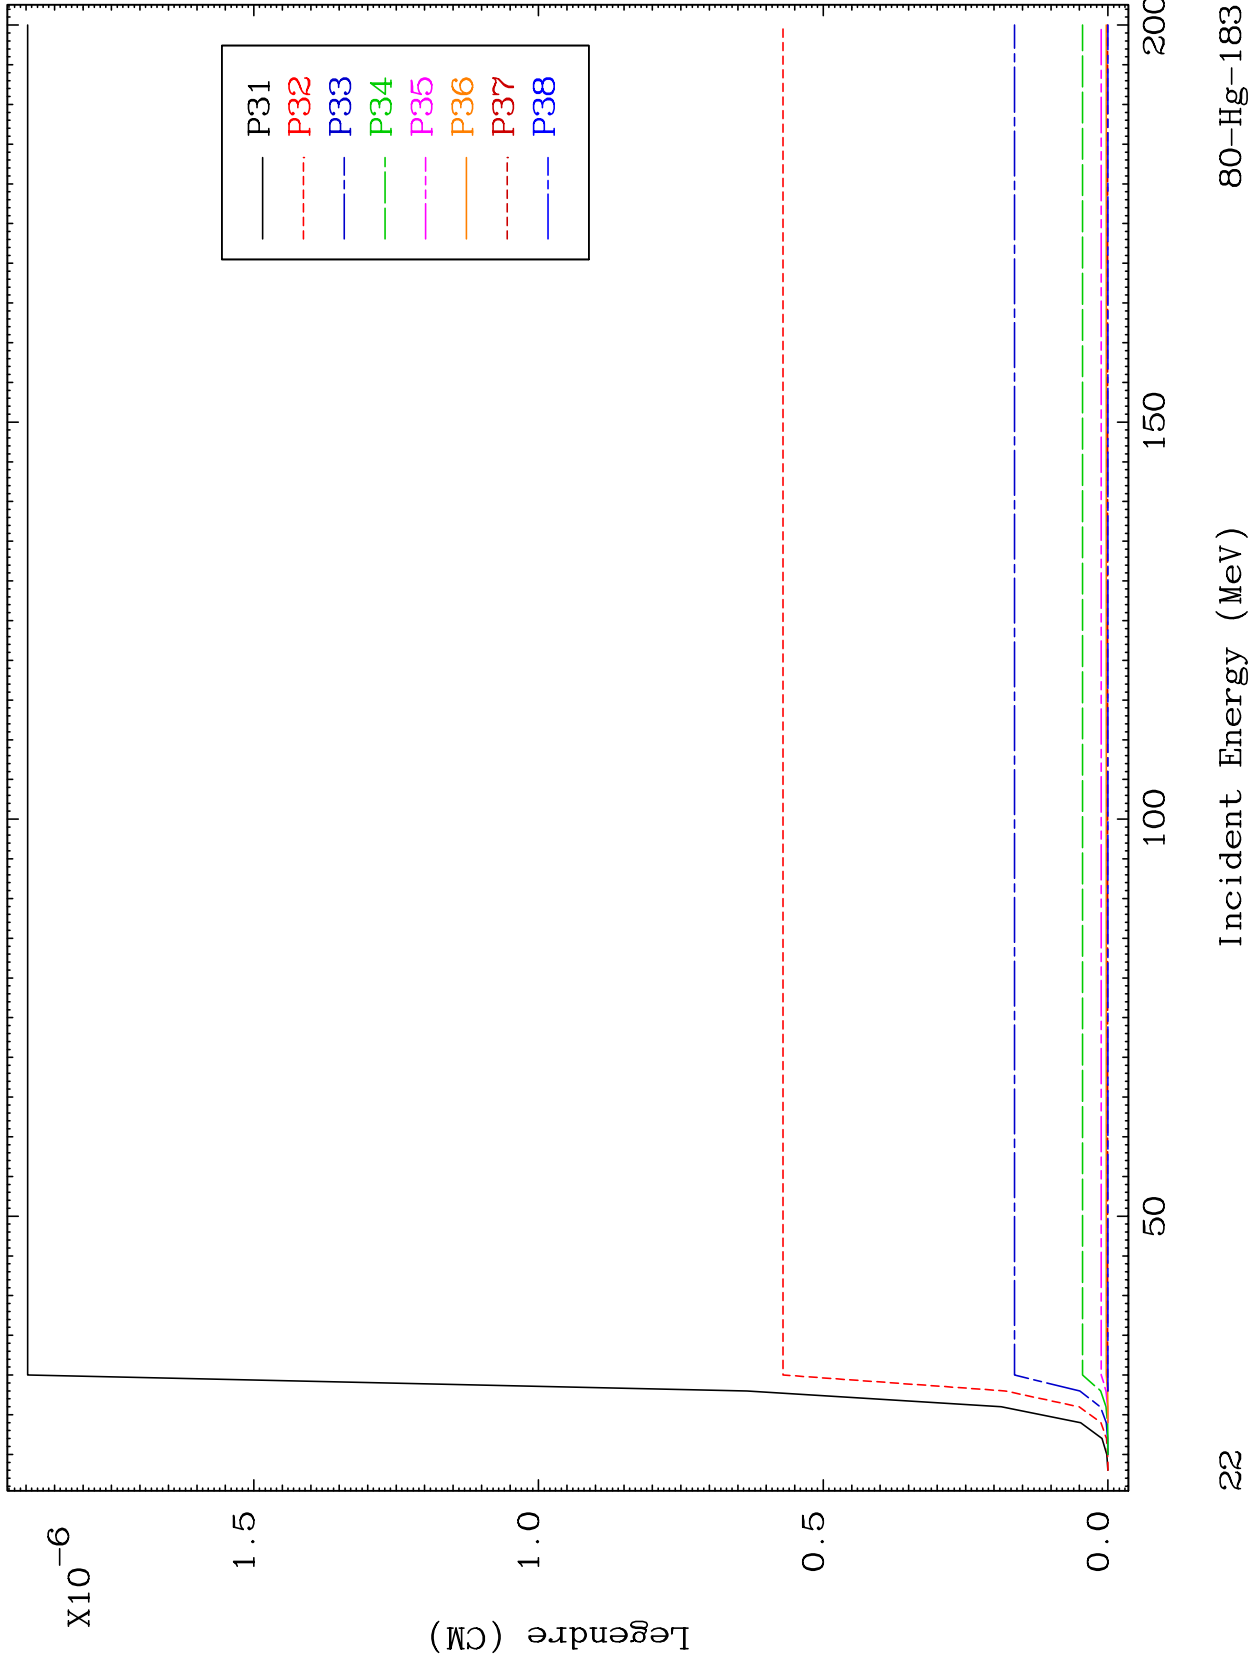 X10-6
1.5
1.0
0.5
0.0
Legendre (CM)
P31
P32
P33
P34
P35
P36
P37
P38
50
100
150
200
Incident Energy (MeV)
22
80-Hg-183